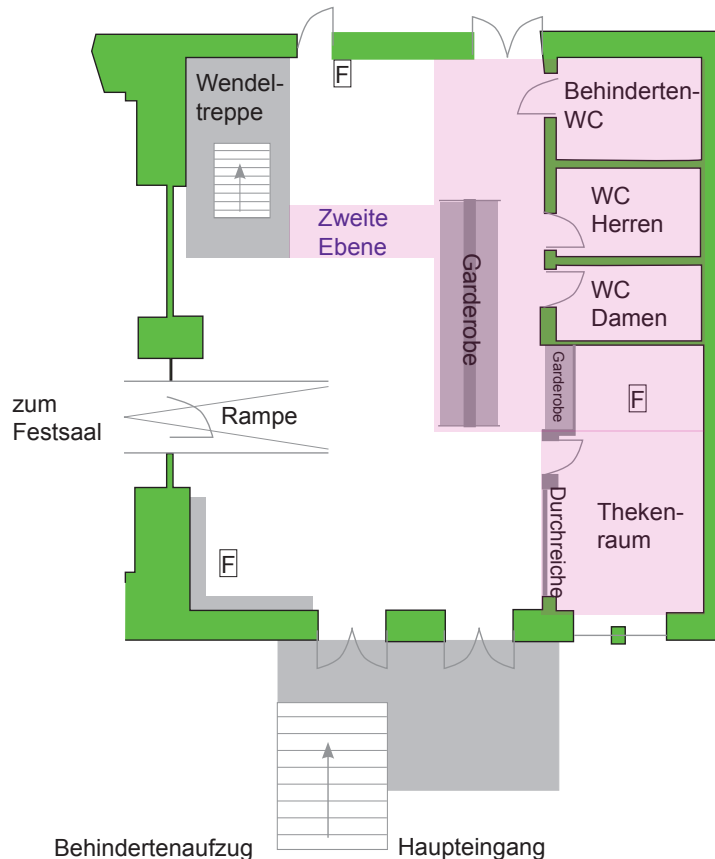 F
Wendel-
treppe
Behinderten-
WC
Zweite
Ebene
WC
Herren
Garderobe
WC
Damen
Garderobe
F
zum
Festsaal
Rampe
Durchreiche
Theken-
raum
F
Behindertenaufzug
Haupteingang